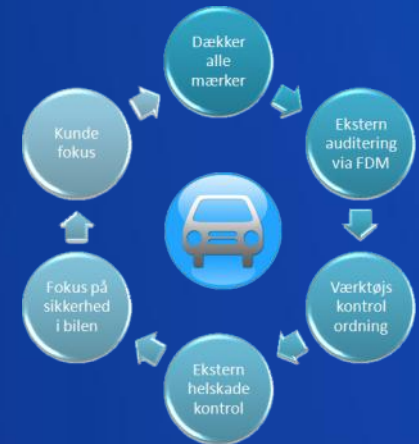 Dækker
alle
mærker
Ekstern
auditering
via FDM
Værktøjs
kontrol
ordning
Ekstern
helskade
kontrol
Fokus på
sikkerhed
i bilen
Kunde
fokus